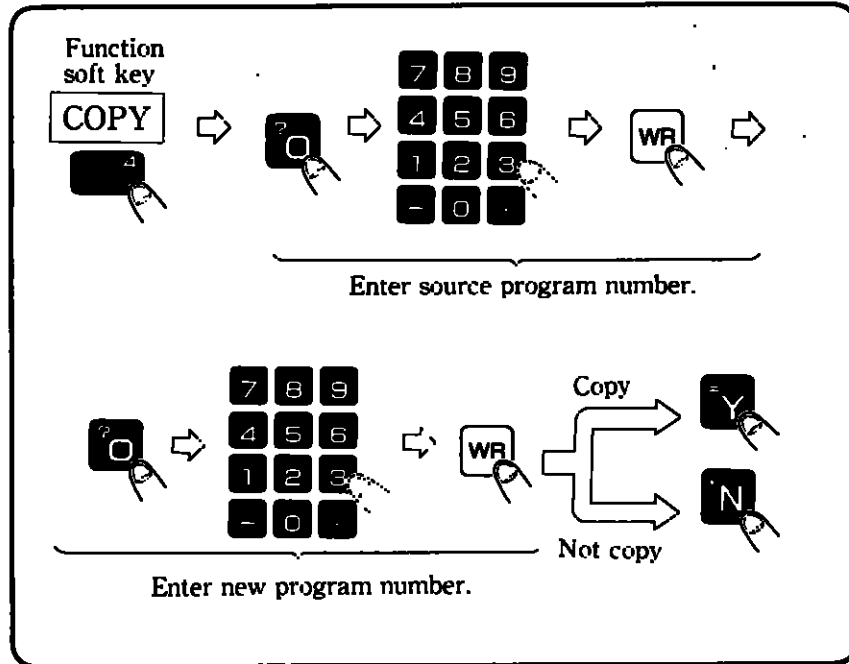 Function
soft key
COPY
4
? O
7 8 9
4 5 6
1 2 3
- 0 .
WR
Enter source program number.
? O
7 8 9
4 5 6
1 2 3
- 0 .
WR
Copy
= Y
N
Not copy
Enter new program number.